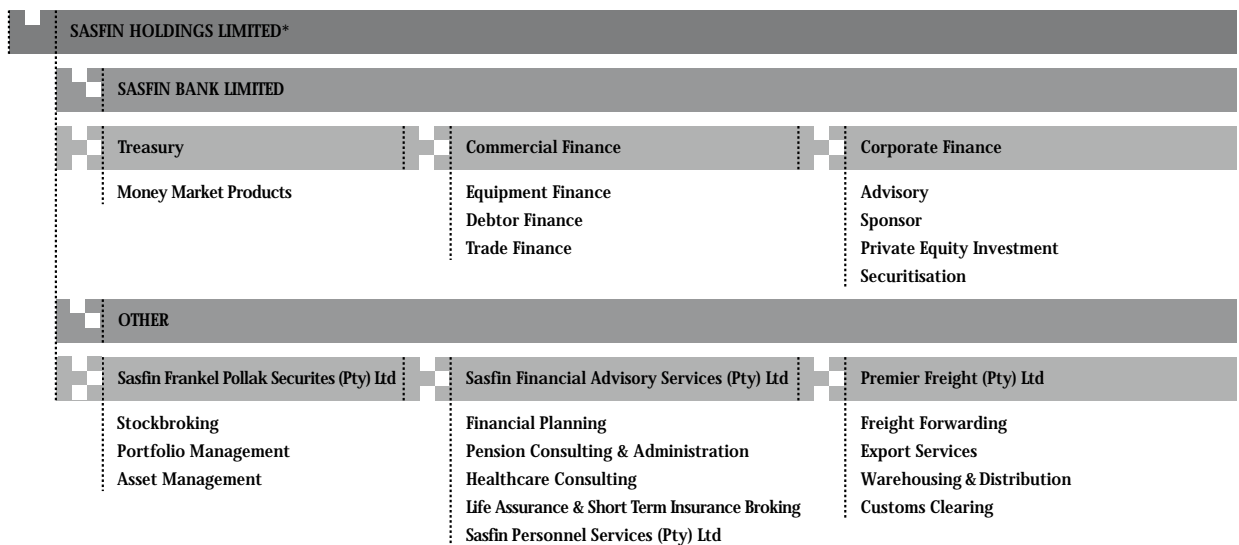 SASFIN HOLDINGS LIMITED*
SASFIN BANK LIMITED
Treasury
Money Market Products
Commercial Finance
Equipment Finance
Debtor Finance
Trade Finance
Corporate Finance
Advisory
Sponsor
Private Equity Investment
Securitisation
OTHER
Sasfin Frankel Pollak Securites (Pty) Ltd
Stockbroking
Portfolio Management
Asset Management
Sasfin Financial Advisory Services (Pty) Ltd
Financial Planning
Pension Consulting & Administration
Healthcare Consulting
Life Assurance & Short Term Insurance Broking
Sasfin Personnel Services (Pty) Ltd
Premier Freight (Pty) Ltd
Freight Forwarding
Export Services
Warehousing & Distribution
Customs Clearing